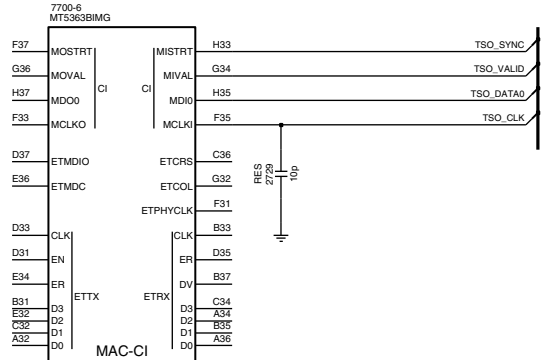 7700-6
MT5363BIMG
F37 MOSTRT MISTRT H33 TSO_SYNC
G36 MOVAL MIVAL G34 TSO_VALID
CI CI
H37 MDO0 MDI0 H35 TSO_DATA0
F33 MCLKO MCLKI F35 TSO_CLK
D37 ETMDIO ETCRS C36
RES
2729
10p
E36 ETMDC ETCOL G32
ETPHYCLK F31
D33 CLK CLK B33
D31 EN ER D35
E34 ER DV B37
ETTX ETRX
B31 D3 D3 C34
E32 D2 D2 A34
C32 D1 D1 B35
A32 D0 D0 A36
MAC-CI